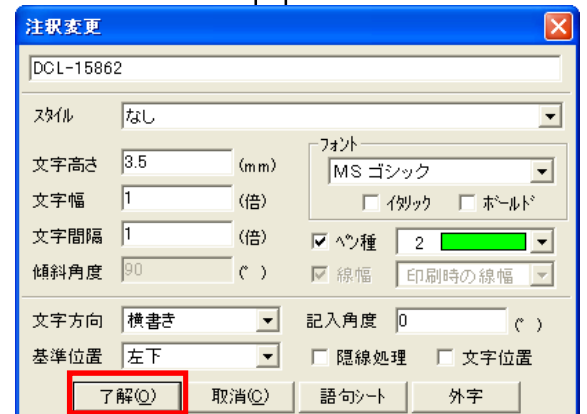 注釈変更
DCL-15862
ｽﾀｲﾙ なし
文字高さ 3.5 (mm)
フォント
MS ゴシック
文字幅 1 (倍)
ｲﾀﾘｯｸ ﾎﾞｰﾙﾄﾞ
文字間隔 1 (倍)
ﾍﾟﾝ種 2
傾斜角度 90 (°)
線幅 印刷時の線幅
文字方向 横書き
記入角度 0 (°)
基準位置 左下
隠線処理 文字位置
了解(O) 取消(C) 語句ｼｰﾄ 外字